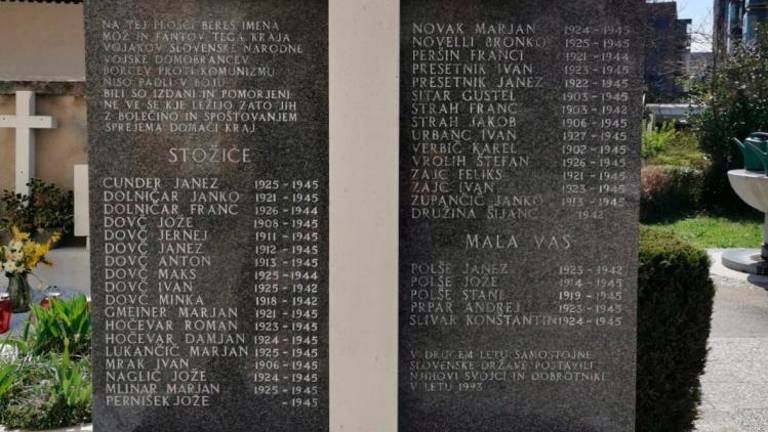 NA TEJ PLOŠČI BEREŠ IMENA
MOŽ IN FANTOV TEGA KRAJA
VOJAKOV SLOVENSKE NARODNE
VOJSKE DOMOBRANCEV
BORCEV PROTI KOMUNIZMU
NISO PADLI V BOJU
BILI SO IZDANI IN POMORJENI
NE VE SE KJE LEŽIJO ZATO JIH
Z BOLEČINO IN SPOŠTOVANJEM
SPREJEMA DOMAČI KRAJ
STOŽICE
CUNDER JANEZ 1925-1945
DOLNIČAR JANKO 1921-1945
DOLNIČAR FRANC 1926-1944
DOVČ JOŽE 1908-1945
DOVČ JERNEJ 1911-1945
DOVČ JANEZ 1912-1945
DOVČ ANTON 1913-1945
DOVČ MAKS 1925-1944
DOVČ IVAN 1925-1942
DOVČ MINKA 1918-1942
GMEINER MARJAN 1921-1945
HOČEVAR ROMAN 1923-1945
HOČEVAR DAMJAN 1924-1945
LUKANČIČ MARJAN 1925-1945
MRAK IVAN 1906-1945
NAGLIČ JOŽE 1924-1945
MLINAR MARJAN 1925-1945
PERNIŠEK JOŽE -1945
NOVAK MARJAN 1924-1945
NOVELLI BRONKO 1925-1945
PERŠIN FRANCI 1921-1944
PRESETNIK IVAN 1923-1945
PRESETNIK JANEZ 1922-1945
SITAR GUSTEL 1903-1945
STRAH FRANC 1903-1942
STRAH JAKOB 1906-1945
URBANC IVAN 1927-1945
VERBIČ KAREL 1902-1945
VROLIH ŠTEFAN 1926-1945
ZAJC FELIKS 1921-1945
ZAJC IVAN 1923-1945
ZUPANČIČ JANKO 1913-1945
DRUŽINA ŠIJANC 1942
MALA VAS
POLŠE JANEZ 1923-1942
POLŠE JOŽE 1914-1945
POLŠE STANE 1919-1945
PRPAR ANDREJ 1923-1945
SLIVAR KONSTANTIN 1924-1945
V DRUGEM LETU SAMOSTOJNE
SLOVENSKE DRŽAVE POSTAVILI
NJIHOVI SVOJCI IN DOBROTNIKI
V LETU 1993